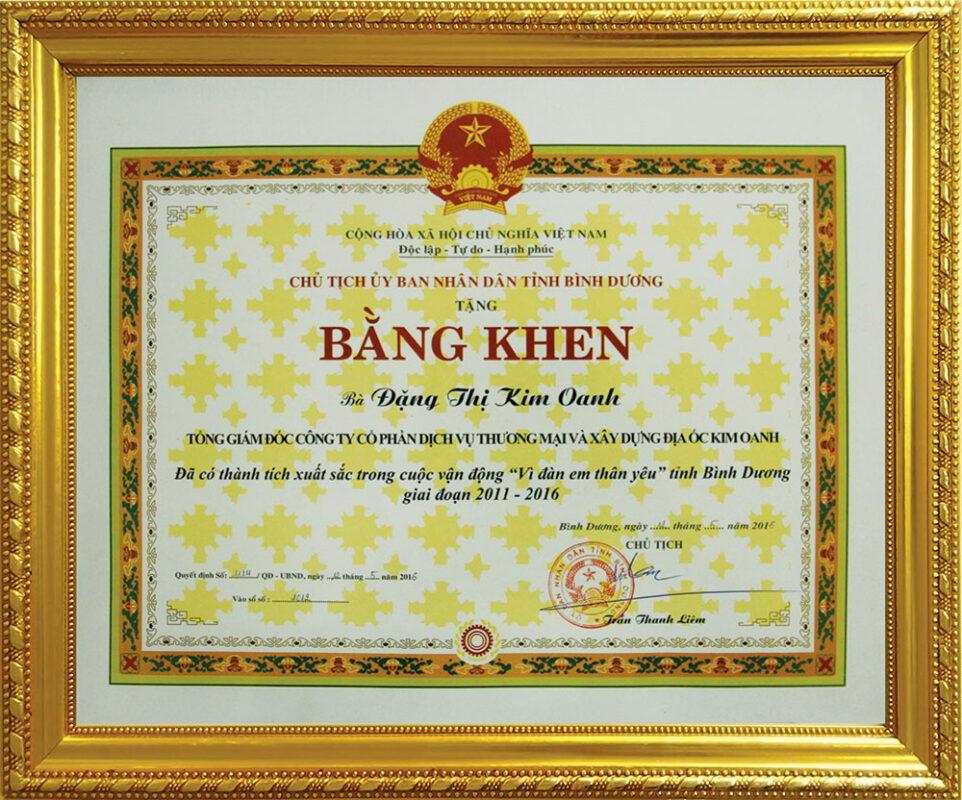 VIỆT NAM
CỘNG HÒA XÃ HỘI CHỦ NGHĨA VIỆT NAM
Độc lập - Tự do - Hạnh phúc
CHỦ TỊCH ỦY BAN NHÂN DÂN TỈNH BÌNH DƯƠNG
TẶNG
BẰNG KHEN
Bà Đặng Thị Kim Oanh
TỔNG GIÁM ĐỐC CÔNG TY CỔ PHẦN DỊCH VỤ THƯƠNG MẠI VÀ XÂY DỰNG ĐỊA ỐC KIM OANH
Đã có thành tích xuất sắc trong cuộc vận động “Vì đàn em thân yêu” tỉnh Bình Dương
giai đoạn 2011 - 2016
Bình Dương, ngày tháng 5 năm 2016
CHỦ TỊCH
Quyết định Số: / QĐ - UBND, ngày tháng 5 năm 2016
Vào sổ số :
Trần Thanh Liêm